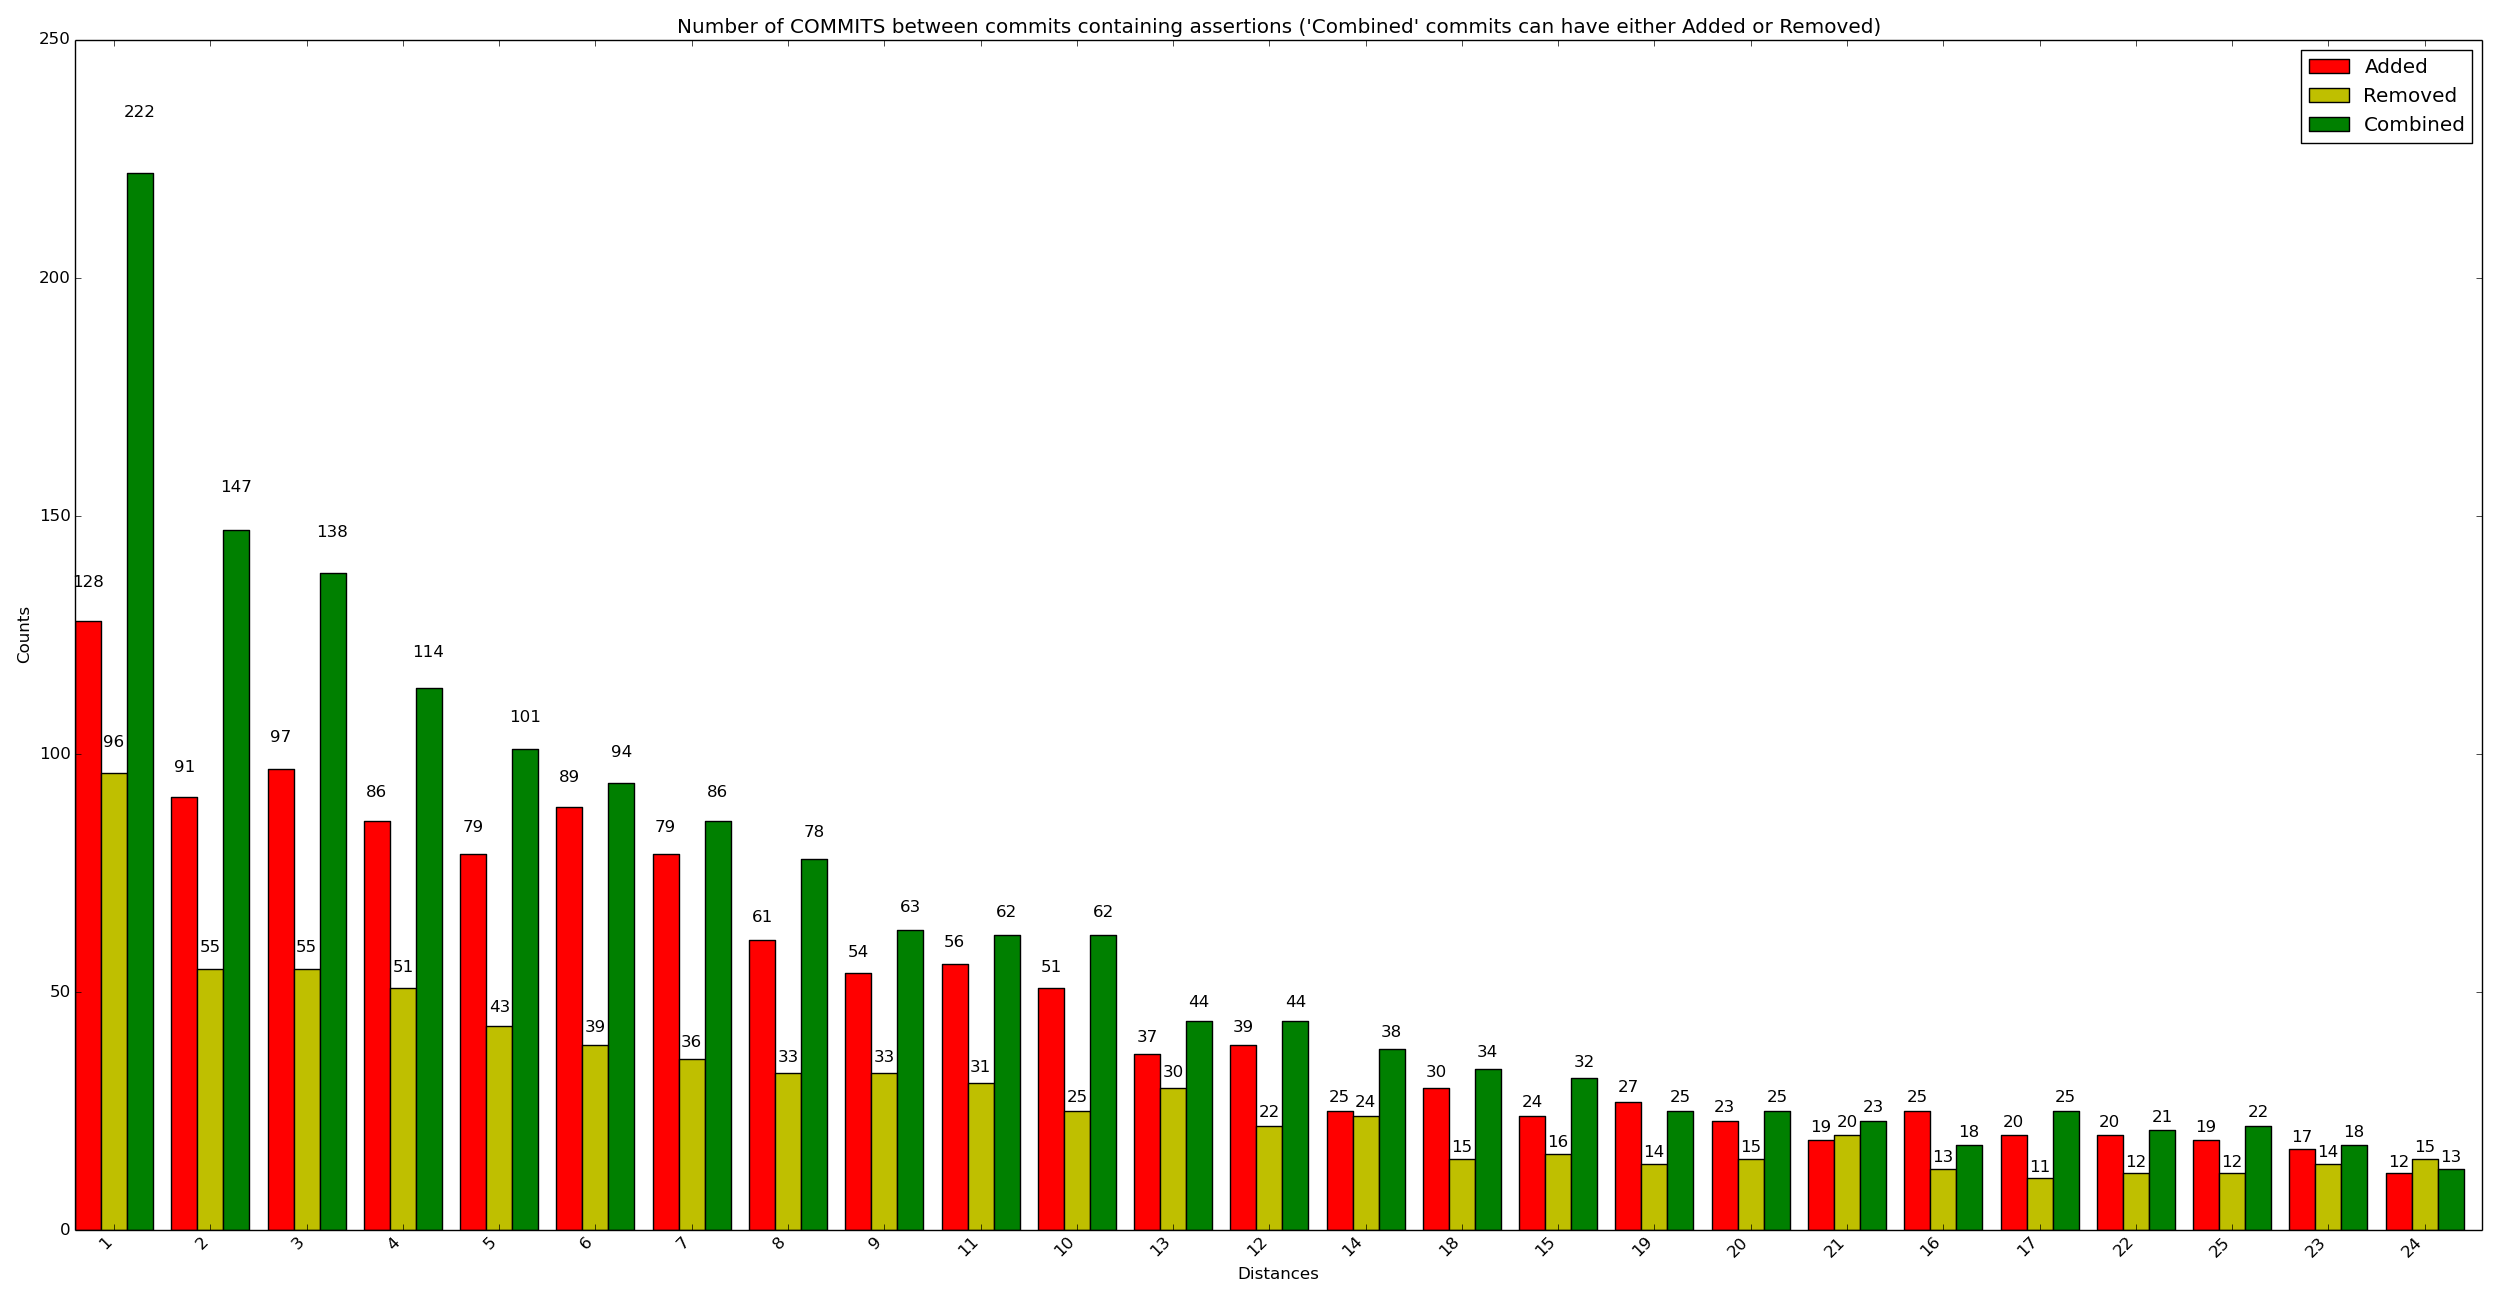 Number of COMMITS between commits containing assertions ('Combined' commits can have either Added or Removed)
250
200
150
100
50
0
Counts
Added
Removed
Combined
128 96 222
91 55 147
97 55 138
86 51 114
79 43 101
89 39 94
79 36 86
61 33 78
54 33 63
56 31 62
51 25 62
37 30 44
39 22 44
25 24 38
30 15 34
24 16 32
27 14 25
23 15 25
19 20 23
25 13 18
20 11 25
20 12 21
19 12 22
17 14 18
12 15 13
1 2 3 4 5 6 7 8 9 11 10 13 12 14 18 15 19 20 21 16 17 22 25 23 24
Distances